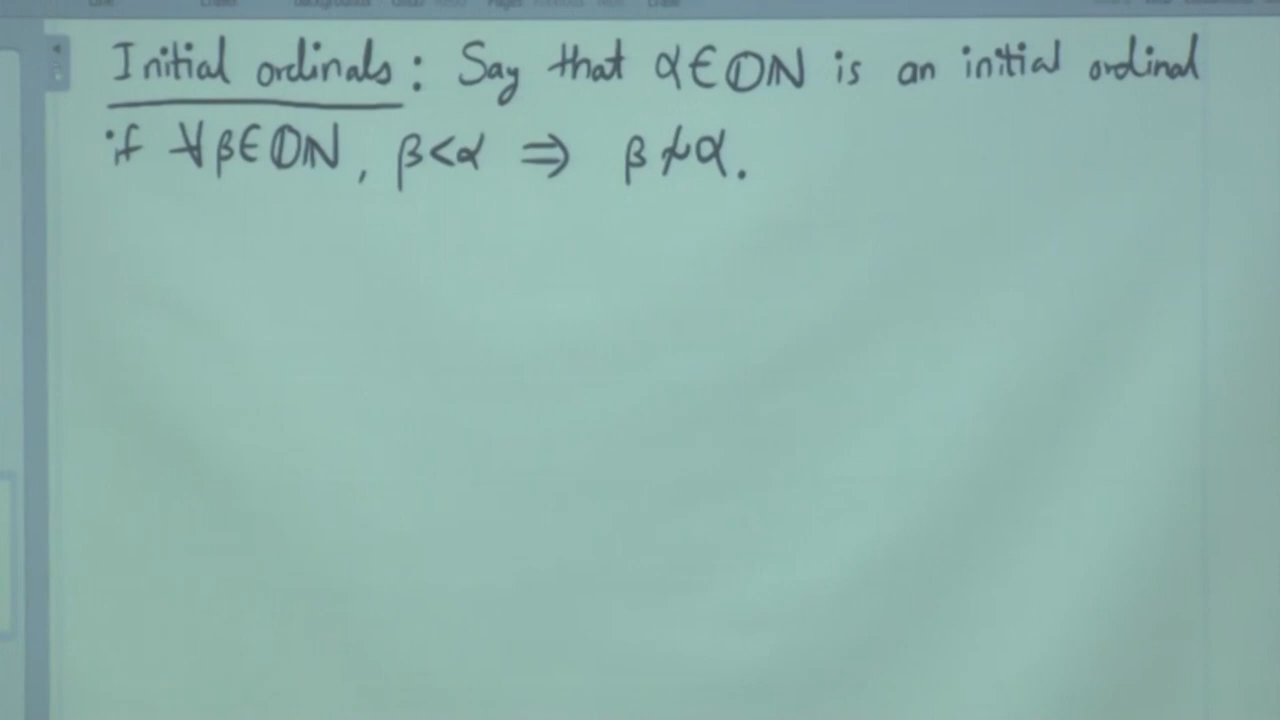 Initial ordinals: Say that α∈ON is an initial ordinal
if ∀β∈ON, β<α ⇒ β≁α.